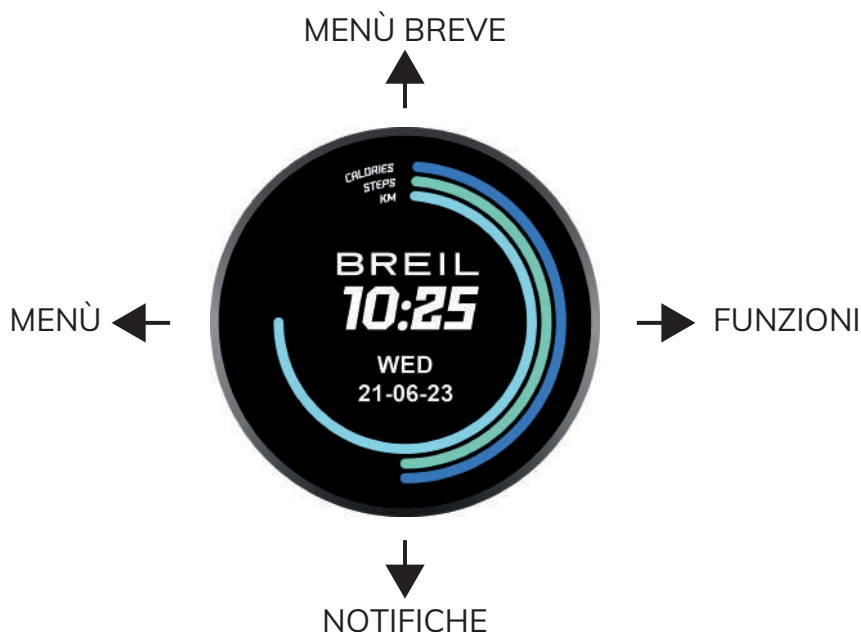 MENÙ BREVE
CALORIES
STEPS
KM
BREIL
10:25
MENÙ
FUNZIONI
WED
21-06-23
NOTIFICHE